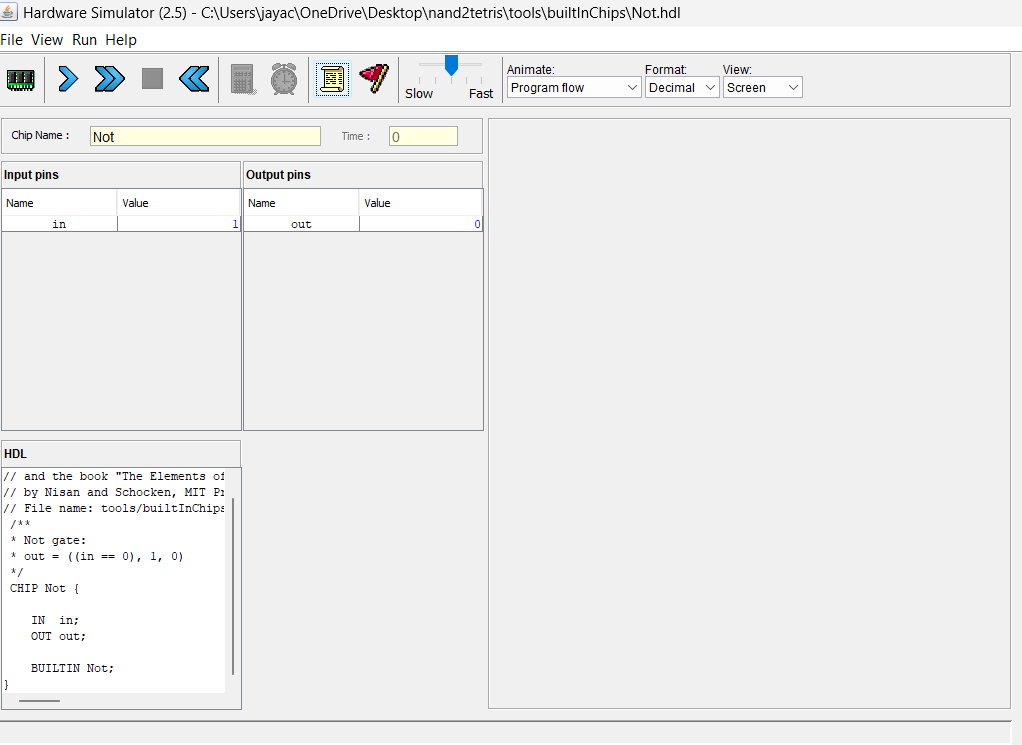 Hardware Simulator (2.5) - C:\Users\jayac\OneDrive\Desktop\nand2tetris\tools\builtInChips\Not.hdl
File View Run Help
Slow Fast
Animate: Format: View:
Program flow Decimal Screen
Chip Name : Not Time : 0
Input pins Output pins
Name Value Name Value
in 1 out 0
HDL
// and the book "The Elements of
// by Nisan and Schocken, MIT Pr
// File name: tools/builtInChips
/**
* Not gate:
* out = ((in == 0), 1, 0)
*/
CHIP Not {
IN  in;
OUT out;
BUILTIN Not;
}